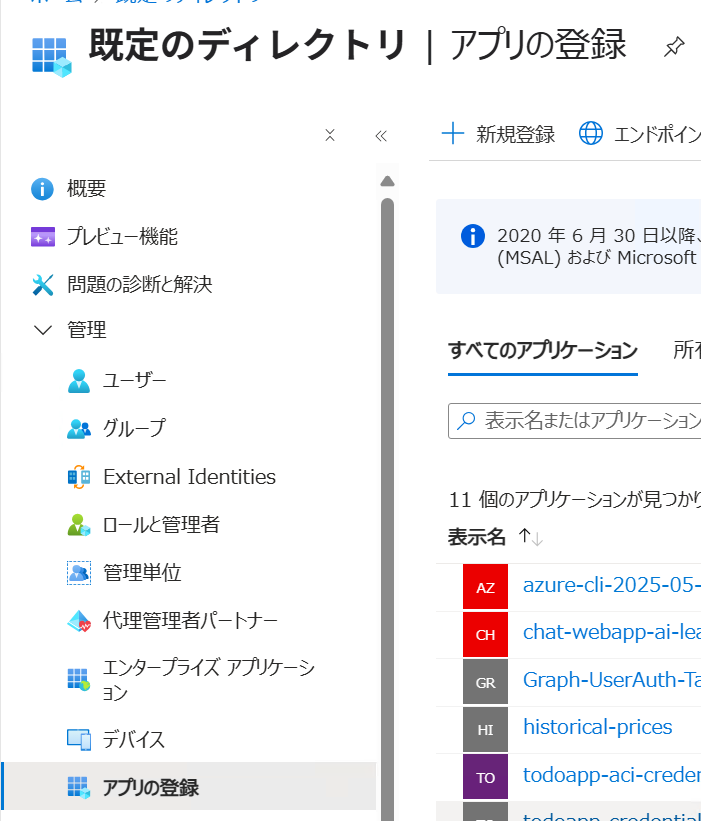 既定のディレクトリ | アプリの登録
新規登録
エンドポイン
概要
プレビュー機能
問題の診断と解決
管理
ユーザー
グループ
External Identities
ロールと管理者
管理単位
代理管理者パートナー
エンタープライズ アプリケーシ
ョン
デバイス
アプリの登録
2020 年 6 月 30 日以降、
(MSAL) および Microsoft
すべてのアプリケーション
所有
表示名またはアプリケーション
11 個のアプリケーションが見つかり
表示名
AZ azure-cli-2025-05-
CH chat-webapp-ai-lea
GR Graph-UserAuth-Ta
HI historical-prices
TO todoapp-aci-creden